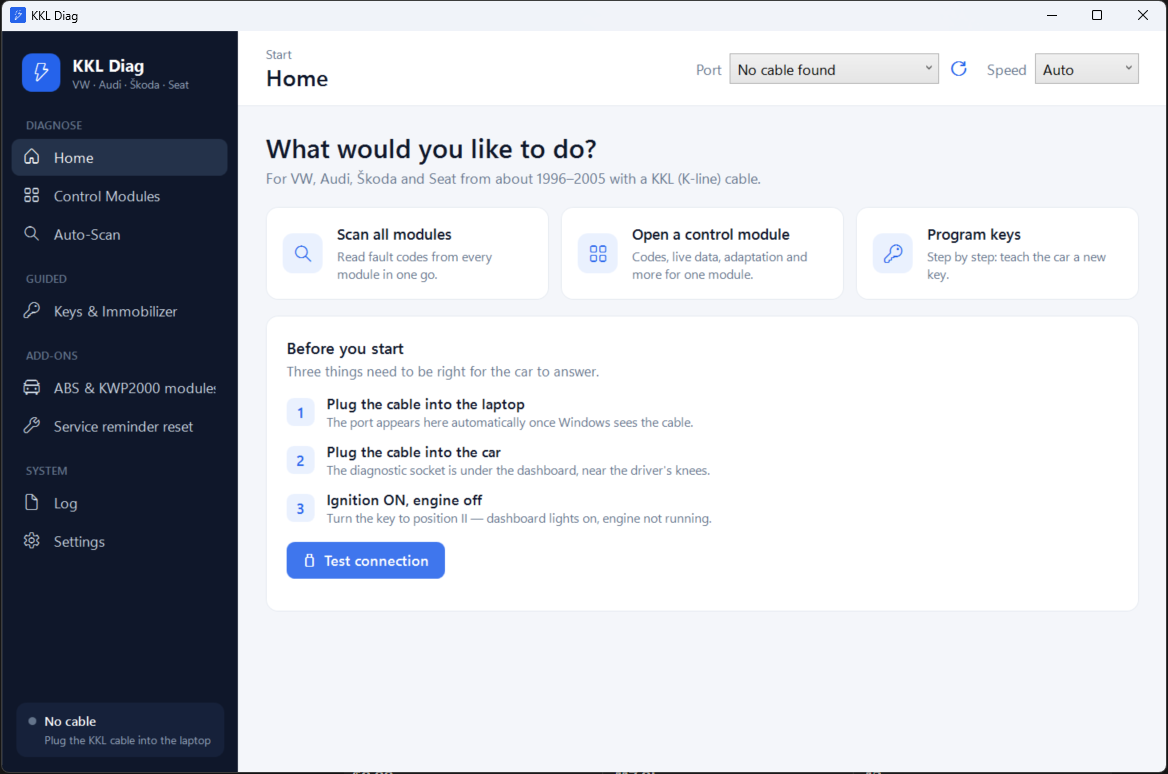 KKL Diag
KKL Diag
VW · Audi · Škoda · Seat
DIAGNOSE
Home
Control Modules
Auto-Scan
GUIDED
Keys & Immobilizer
ADD-ONS
ABS & KWP2000 modules
Service reminder reset
SYSTEM
Log
Settings
No cable
Plug the KKL cable into the laptop
Start
Home
Port
No cable found
Speed
Auto
What would you like to do?
For VW, Audi, Škoda and Seat from about 1996–2005 with a KKL (K-line) cable.
Scan all modules
Read fault codes from every
module in one go.
Open a control module
Codes, live data, adaptation and
more for one module.
Program keys
Step by step: teach the car a new
key.
Before you start
Three things need to be right for the car to answer.
1
Plug the cable into the laptop
The port appears here automatically once Windows sees the cable.
2
Plug the cable into the car
The diagnostic socket is under the dashboard, near the driver's knees.
3
Ignition ON, engine off
Turn the key to position II — dashboard lights on, engine not running.
Test connection